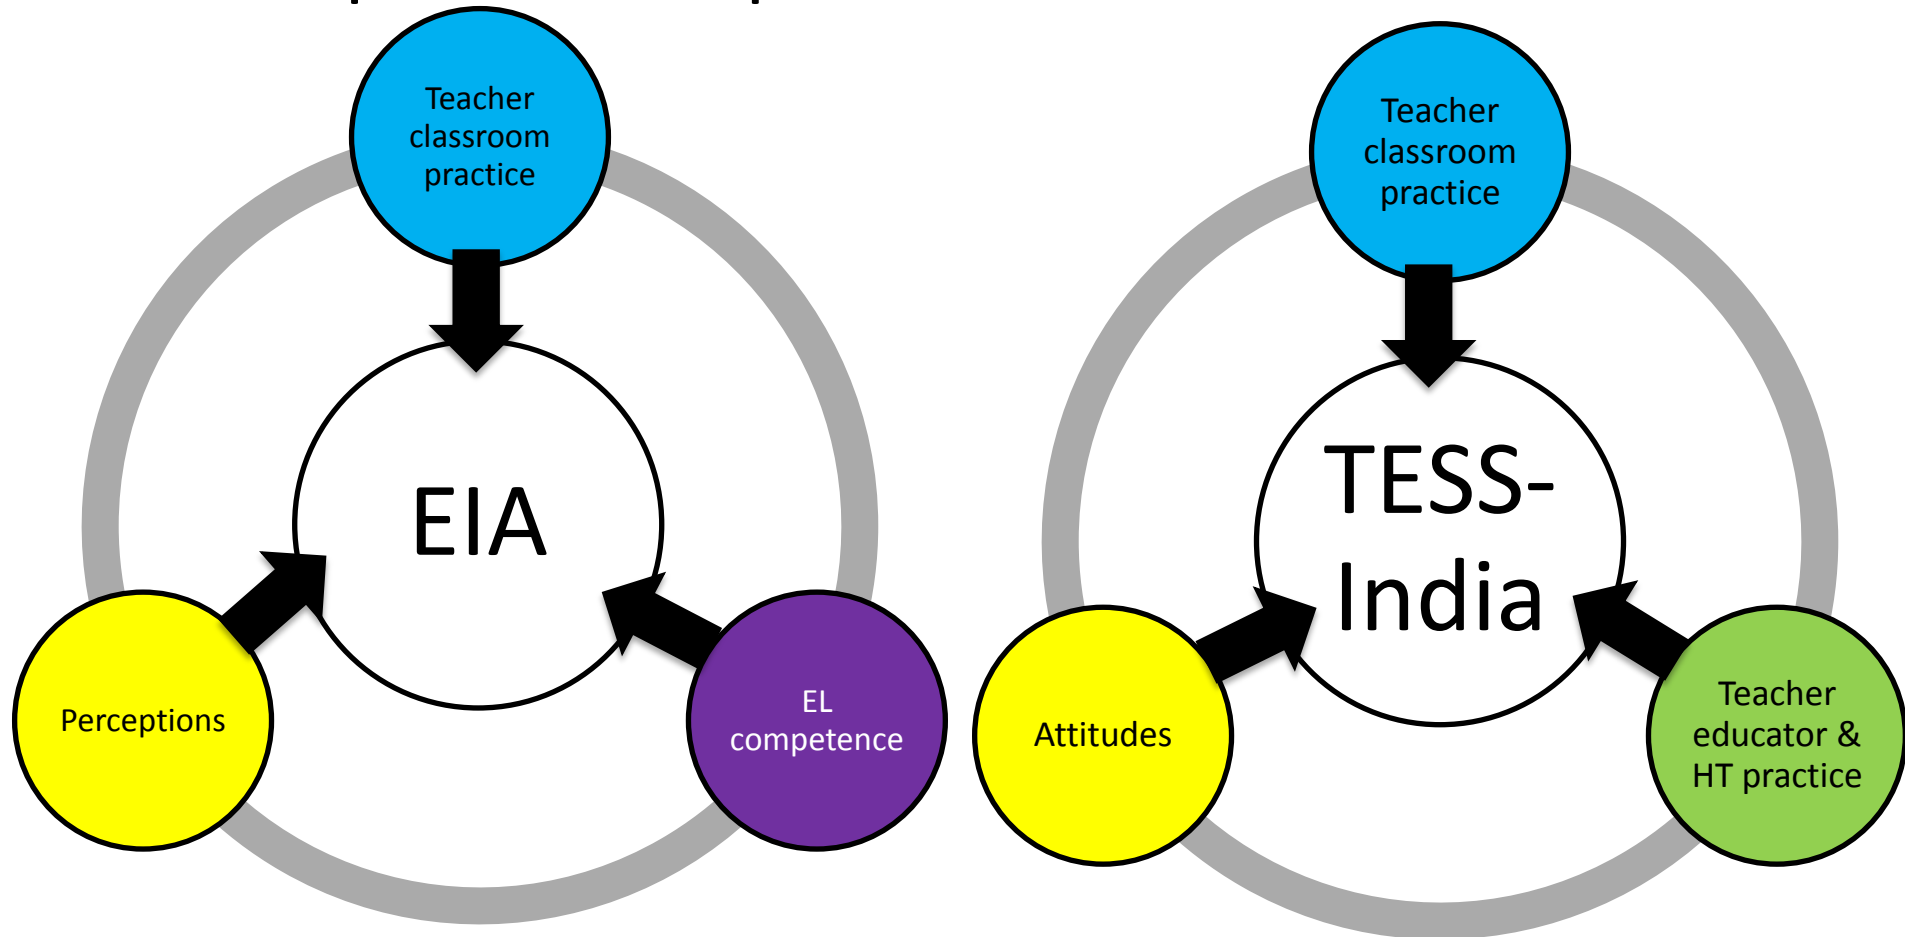 Teacher
classroom
practice
EIA
Perceptions
EL
competence
Teacher
classroom
practice
TESS-
India
Attitudes
Teacher
educator &
HT practice